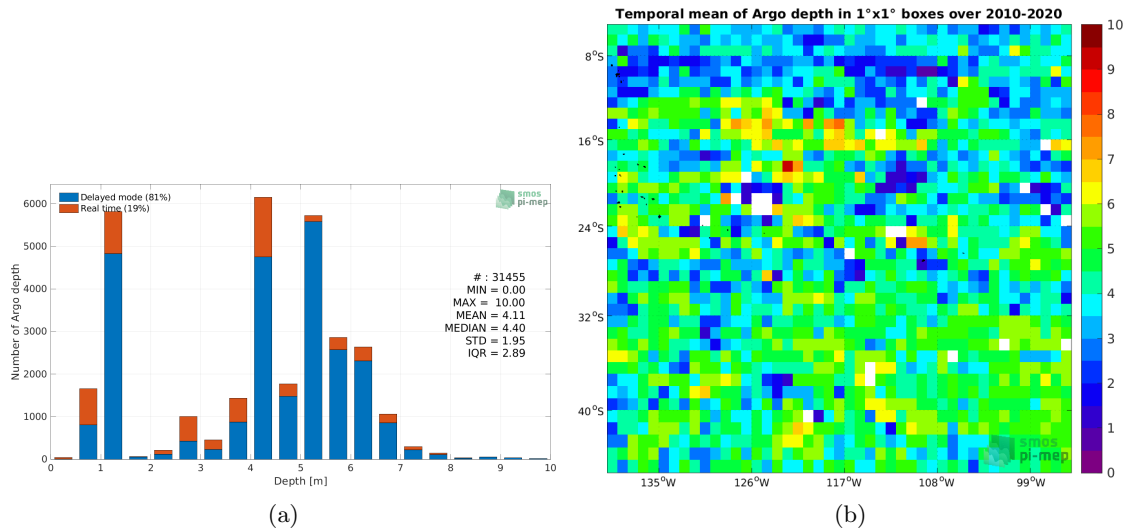 Delayed mode (81%)
Real time (19%)
smos
pi-mep
Number of Argo depth
6000
5000
4000
3000
2000
1000
0
# : 31455
MIN = 0.00
MAX = 10.00
MEAN = 4.11
MEDIAN = 4.40
STD = 1.95
IQR = 2.89
0 1 2 3 4 5 6 7 8 9 10
Depth [m]
(a)
Temporal mean of Argo depth in 1°x1° boxes over 2010-2020
8°S
16°S
24°S
32°S
40°S
135°W 126°W 117°W 108°W 99°W
smos
pi-mep
10
9
8
7
6
5
4
3
2
1
0
(b)